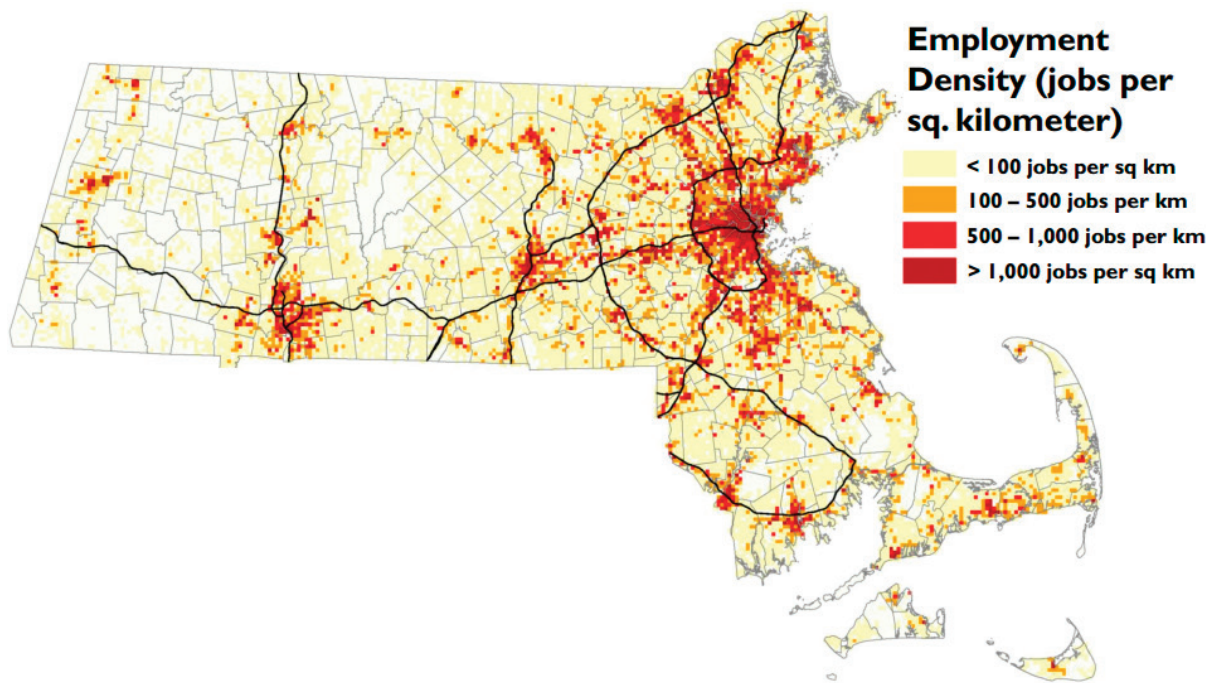 Employment
Density (jobs per
sq. kilometer)
< 100 jobs per sq km
100 – 500 jobs per km
500 – 1,000 jobs per km
> 1,000 jobs per sq km